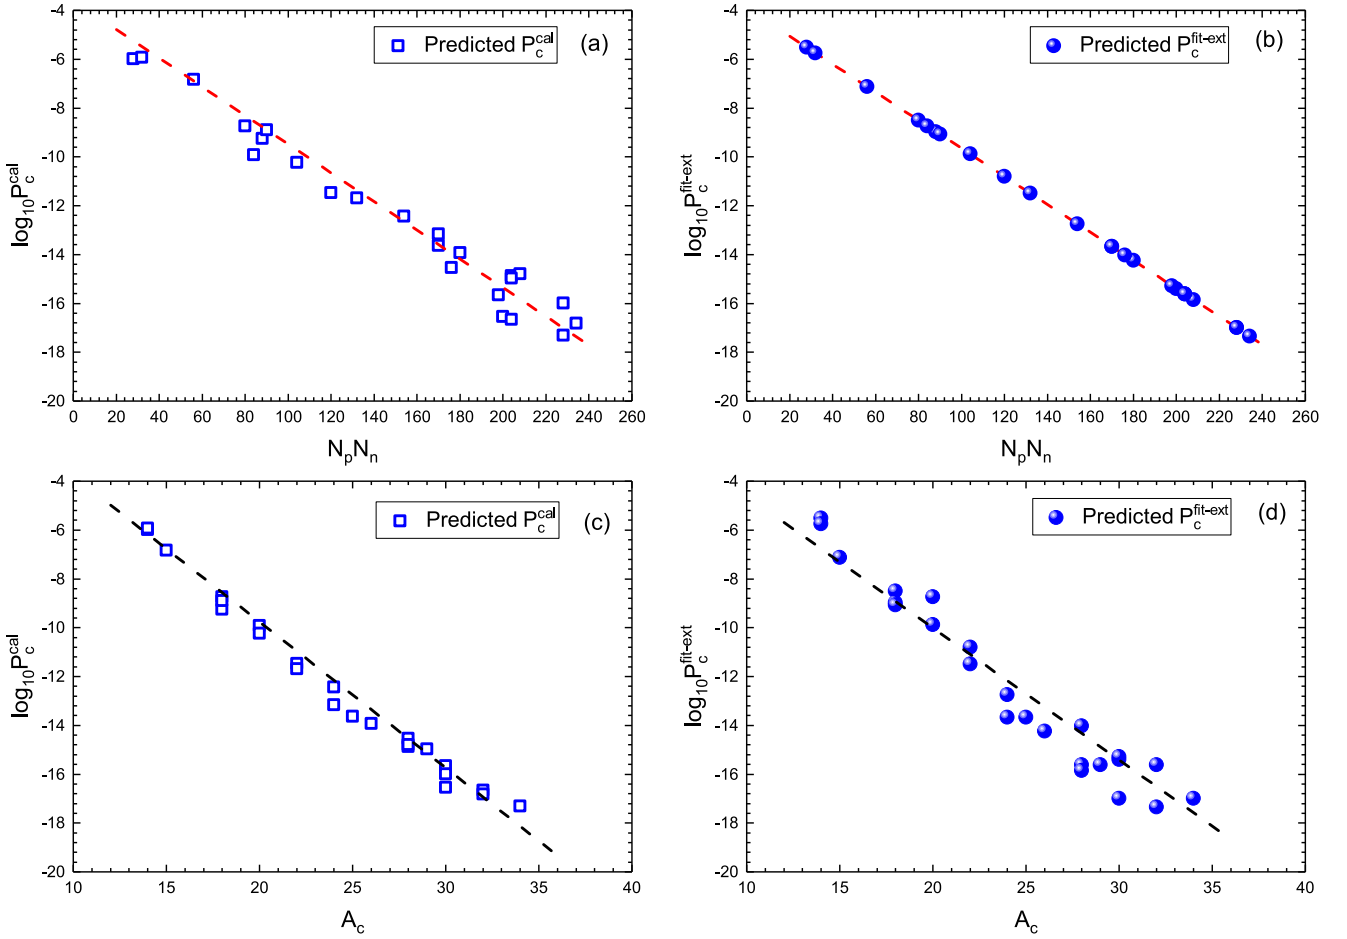 -4
-6
-8
-10
-12
-14
-16
-18
-20
0 20 40 60 80 100 120 140 160 180 200 220 240 260
log₁₀P_c^cal
N_pN_n
Predicted P_c^cal
(a)
-4
-6
-8
-10
-12
-14
-16
-18
-20
0 20 40 60 80 100 120 140 160 180 200 220 240 260
log₁₀P_c^fit-ext
N_pN_n
Predicted P_c^fit-ext
(b)
-4
-6
-8
-10
-12
-14
-16
-18
-20
10 15 20 25 30 35 40
log₁₀P_c^cal
A_c
Predicted P_c^cal
(c)
-4
-6
-8
-10
-12
-14
-16
-18
-20
10 15 20 25 30 35 40
log₁₀P_c^fit-ext
A_c
Predicted P_c^fit-ext
(d)